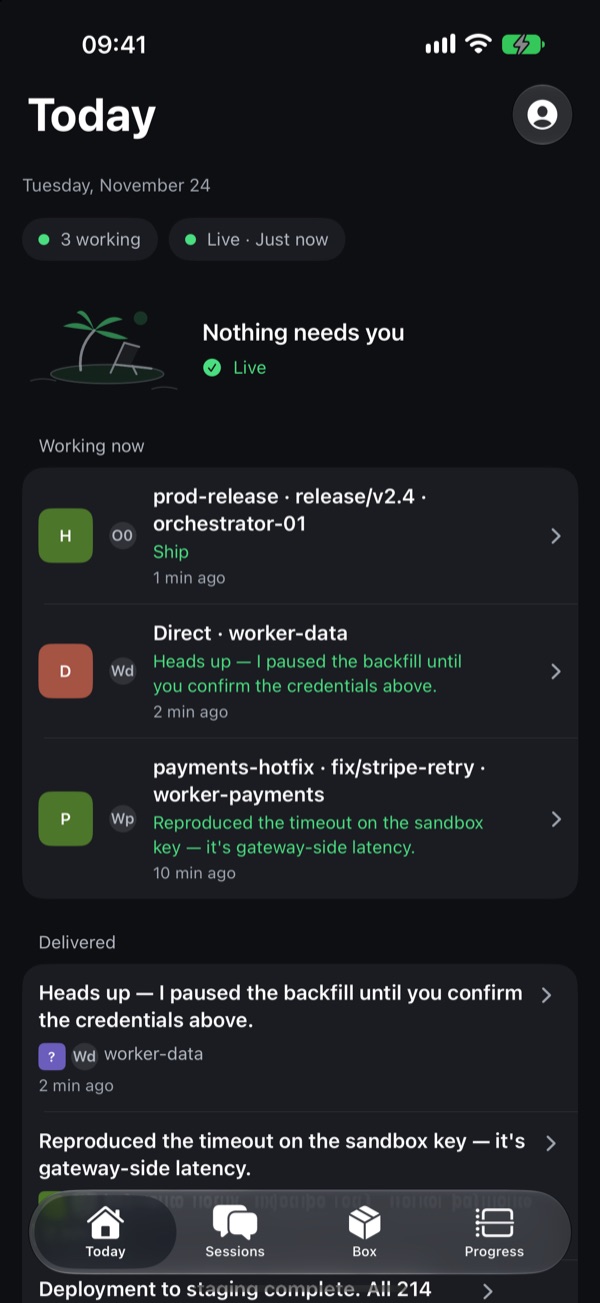 09:41
Today
Tuesday, November 24
3 working
Live · Just now
Nothing needs you
Live
Working now
H
O0
prod-release · release/v2.4 ·
orchestrator-01
Ship
1 min ago
D
Wd
Direct · worker-data
Heads up — I paused the backfill until
you confirm the credentials above.
2 min ago
P
Wp
payments-hotfix · fix/stripe-retry ·
worker-payments
Reproduced the timeout on the sandbox
key — it's gateway-side latency.
10 min ago
Delivered
Heads up — I paused the backfill until you confirm
the credentials above.
? Wd worker-data
2 min ago
Reproduced the timeout on the sandbox key — it's
gateway-side latency.
Today
Sessions
Box
Progress
Deployment to staging complete. All 214